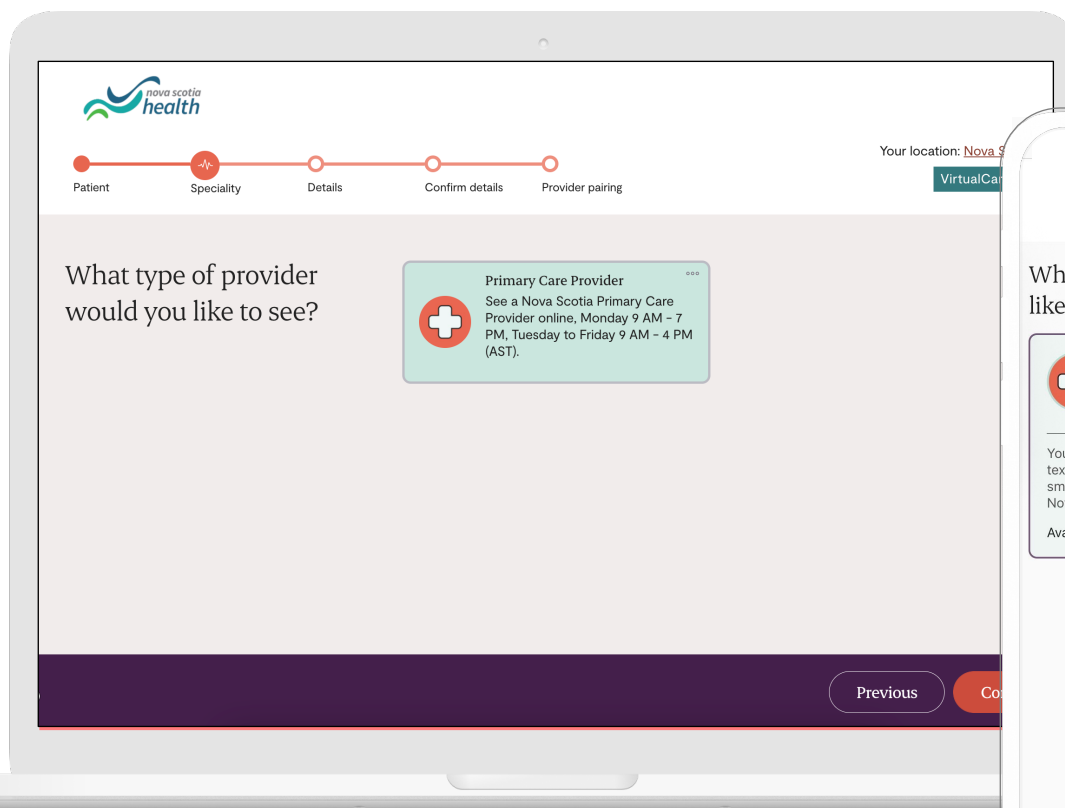 nova scotia
health
Patient
Speciality
Details
Confirm details
Provider pairing
Your location: Nova
What type of provider
would you like to see?
Primary Care Provider
See a Nova Scotia Primary Care
Provider online, Monday 9 AM – 7
PM, Tuesday to Friday 9 AM – 4 PM
(AST).
Previous
like